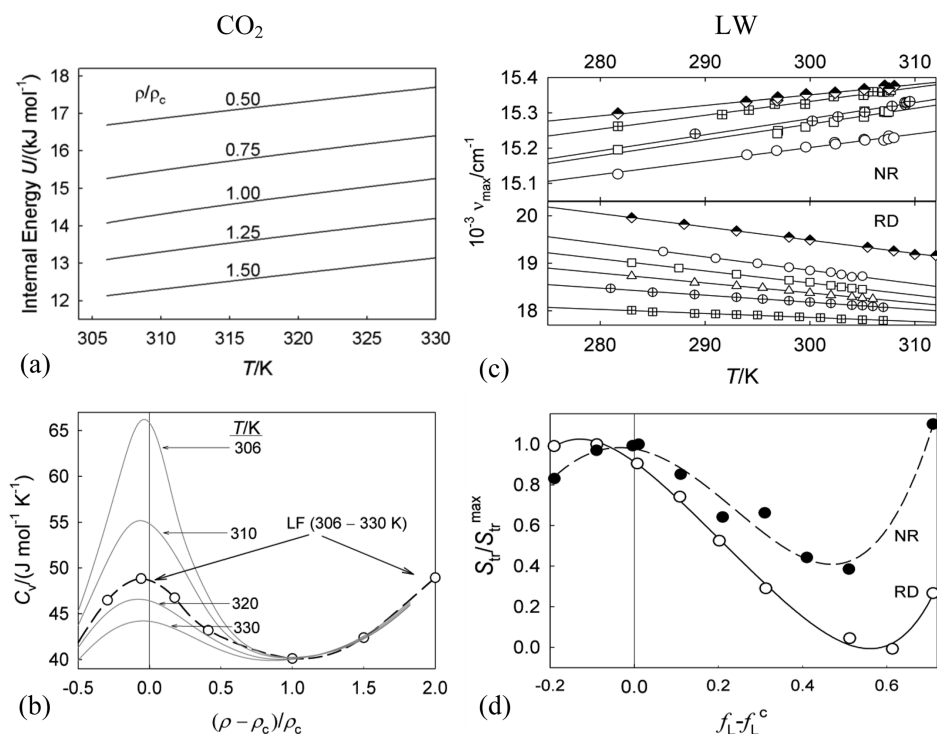 CO₂
Internal Energy U/(kJ mol⁻¹)
18
17
16
15
14
13
12
ρ/ρc
0.50
0.75
1.00
1.25
1.50
305 310 315 320 325 330
T/K
(a)
LW
280 290 300 310
10⁻³ νmax/cm⁻¹
15.4
15.3
15.2
15.1
NR
20
19
18
RD
280 290 300 310
T/K
(c)
Cv/(J mol⁻¹ K⁻¹)
65
60
55
50
45
40
T/K
306
310
LF (306 – 330 K)
320
330
-0.5 0.0 0.5 1.0 1.5 2.0
(ρ – ρc)/ρc
(b)
Str/Strmax
1.0
0.8
0.6
0.4
0.2
0.0
NR
RD
-0.2 0.0 0.2 0.4 0.6
fL-fLc
(d)